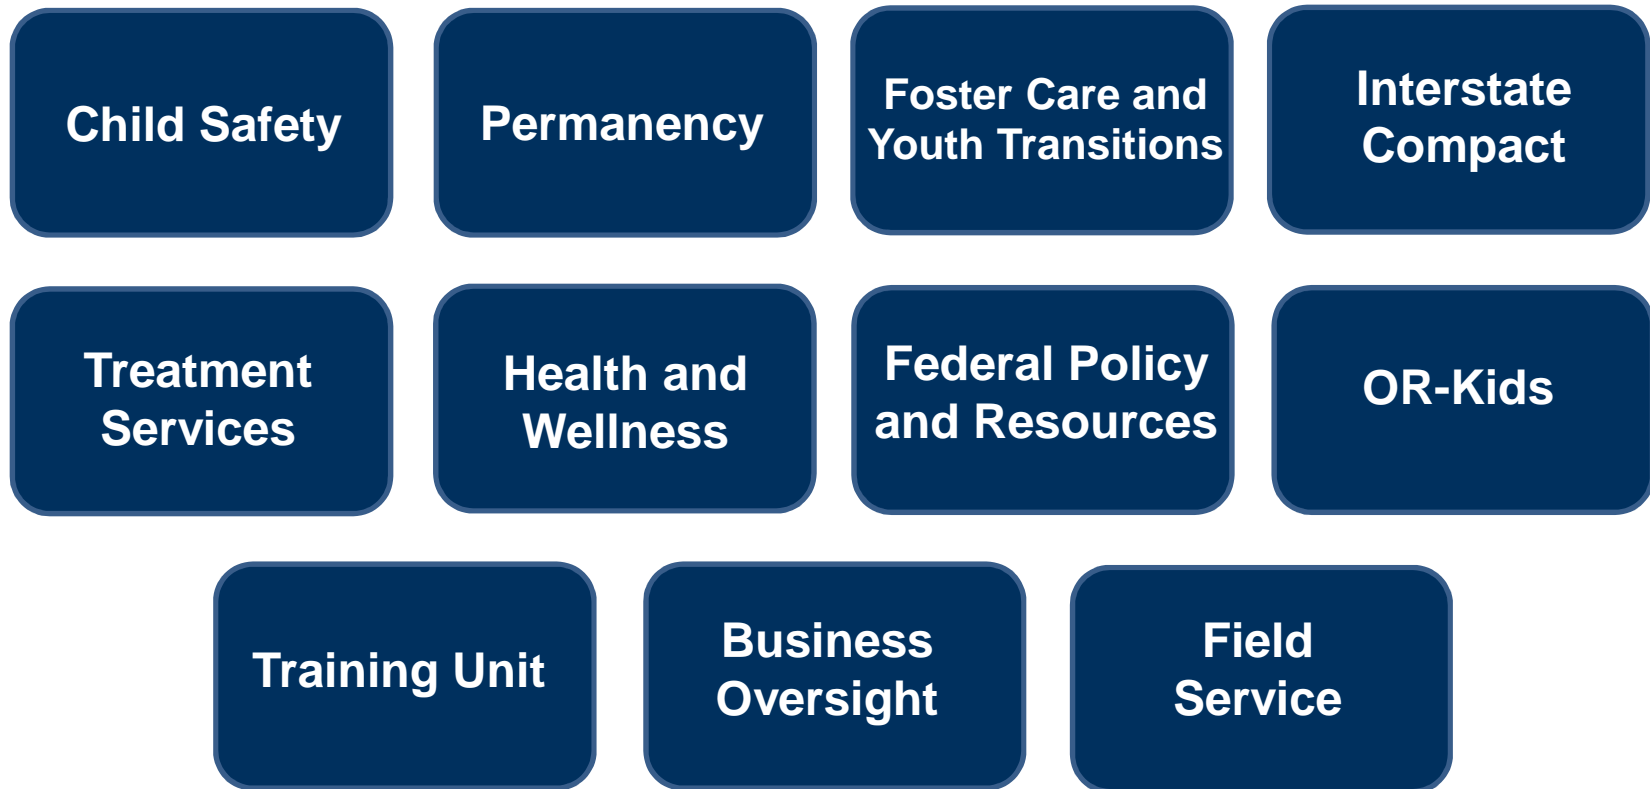 Child Safety
Permanency
Foster Care and
Youth Transitions
Interstate
Compact
Treatment
Services
Health and
Wellness
Federal Policy
and Resources
OR-Kids
Training Unit
Business
Oversight
Field
Service